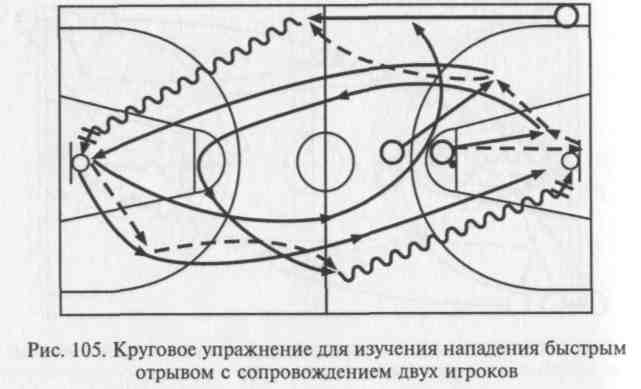 Рис. 105. Круговое упражнение для изучения нападения быстрым
отрывом с сопровождением двух игроков